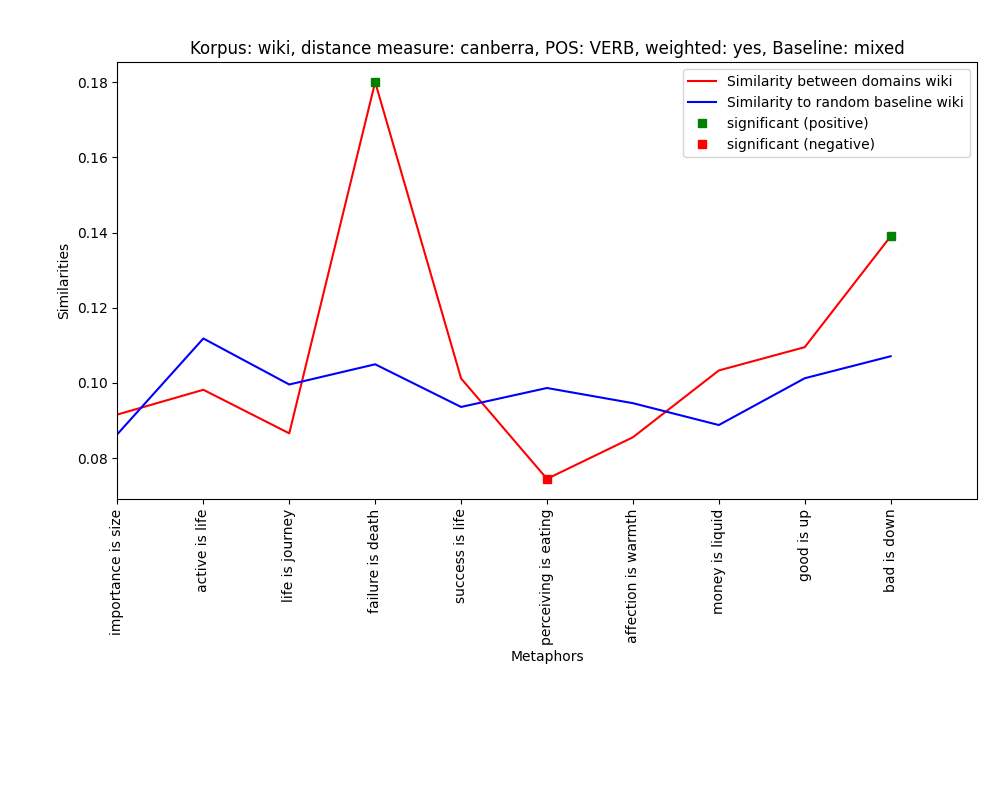 Korpus: wiki, distance measure: canberra, POS: VERB, weighted: yes, Baseline: mixed
Similarity between domains wiki
Similarity to random baseline wiki
significant (positive)
significant (negative)
Similarities
0.18
0.16
0.14
0.12
0.10
0.08
importance is size
active is life
life is journey
failure is death
success is life
perceiving is eating
affection is warmth
money is liquid
good is up
bad is down
Metaphors